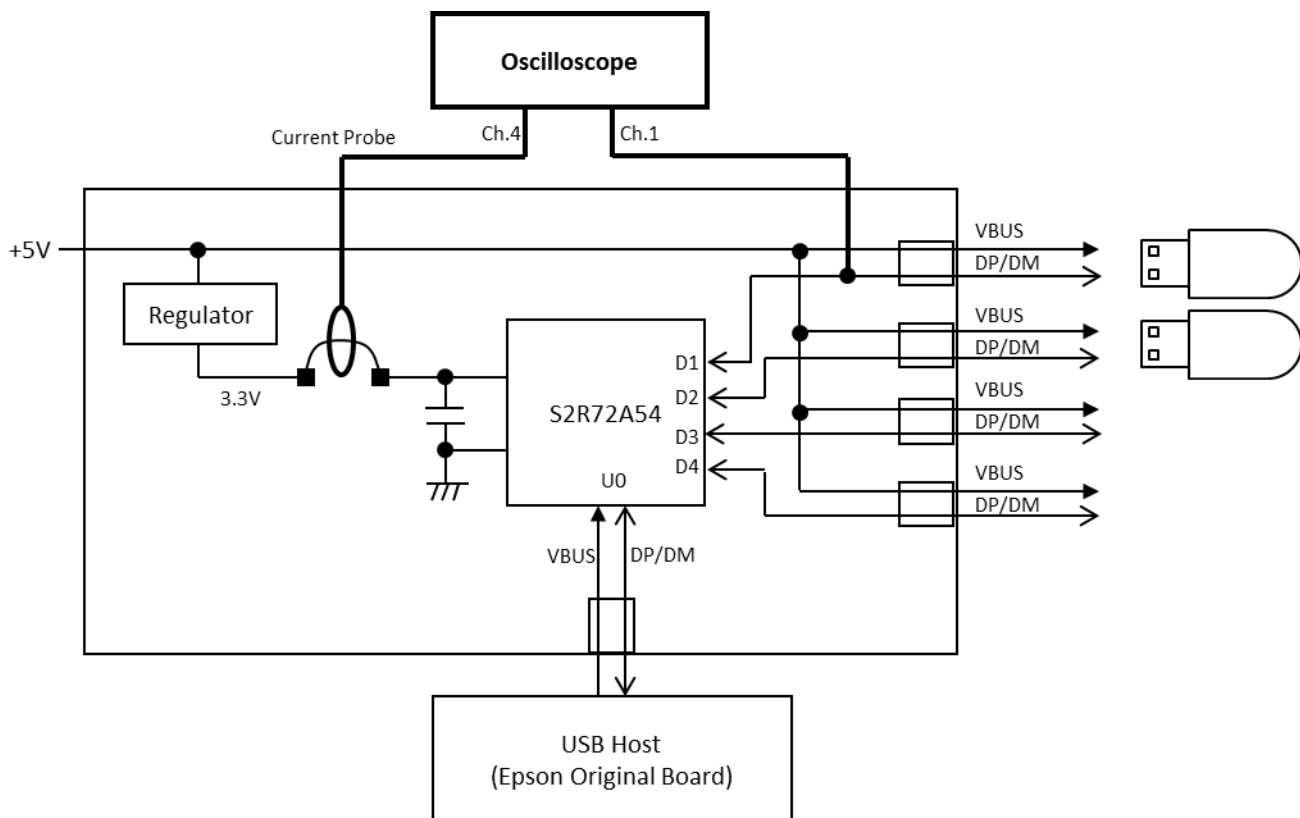 Oscilloscope
Current Probe
Ch.4
Ch.1
+5V
VBUS
DP/DM
Regulator
VBUS
DP/DM
D1
3.3V
D2
VBUS
S2R72A54
DP/DM
D3
D4
U0
VBUS
DP/DM
VBUS
DP/DM
USB Host
(Epson Original Board)